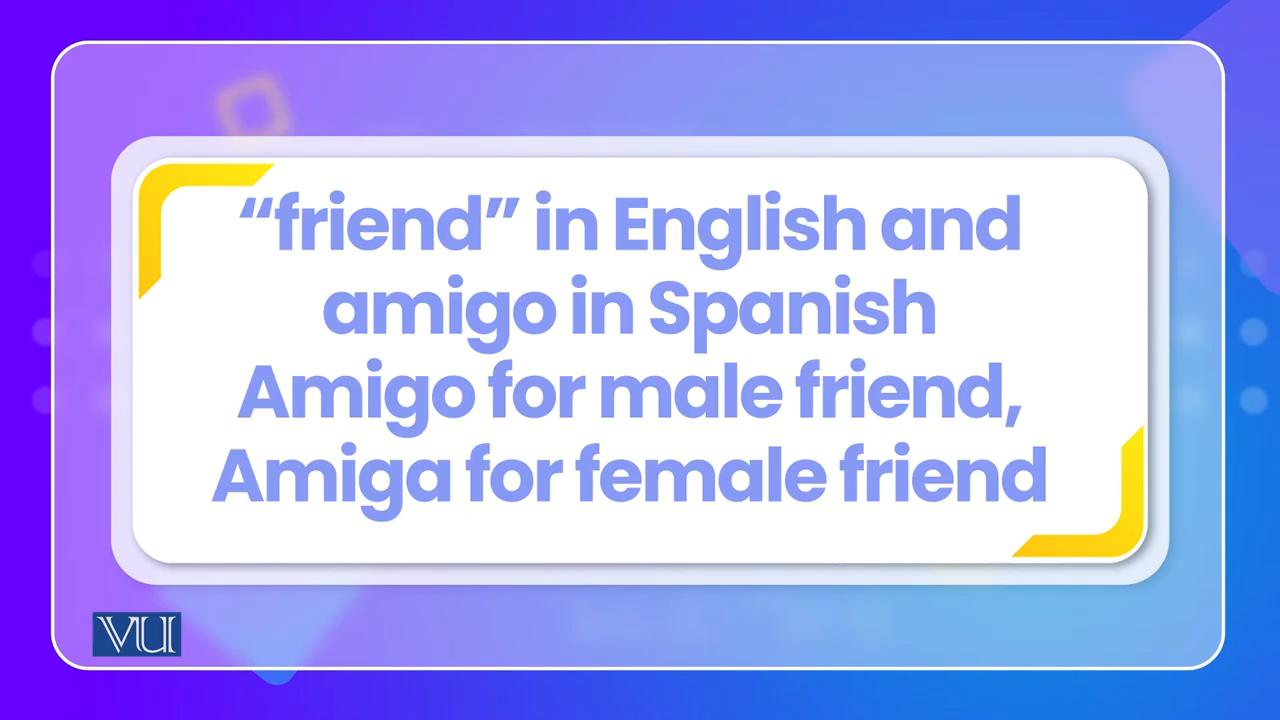 “friend” in English and
amigo in Spanish
Amigo for male friend,
Amiga for female friend
VU